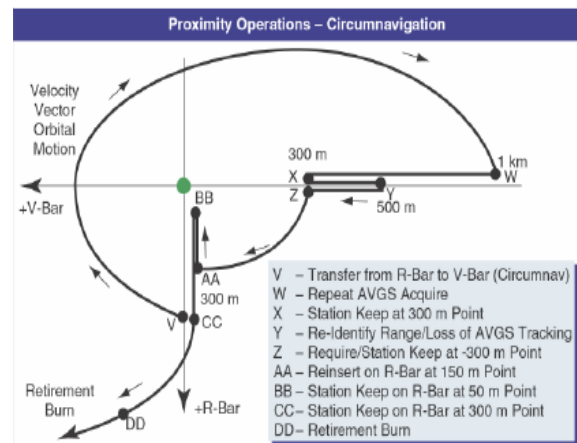 Proximity Operations – Circumnavigation
Velocity
Vector
Orbital
Motion
300 m
1 km
X
W
Z
Y
500 m
+V-Bar
BB
AA
300 m
V
CC
Retirement
Burn
DD
+R-Bar
V – Transfer from R-Bar to V-Bar (Circumnav)
W – Repeat AVGS Acquire
X – Station Keep at 300 m Point
Y – Re-Identify Range/Loss of AVGS Tracking
Z – Require/Station Keep at -300 m Point
AA – Reinsert on R-Bar at 150 m Point
BB – Station Keep on R-Bar at 50 m Point
CC – Station Keep on R-Bar at 300 m Point
DD – Retirement Burn